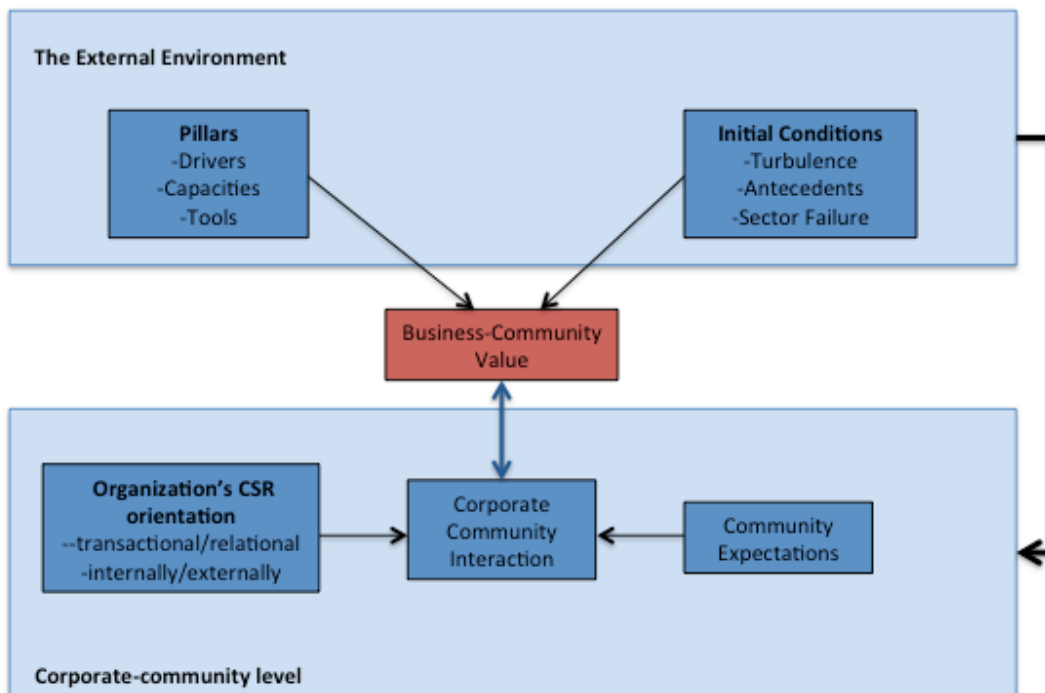 The External Environment
Pillars
-Drivers
-Capacities
-Tools
Initial Conditions
-Turbulence
-Antecedents
-Sector Failure
Business-Community
Value
Organization's CSR
orientation
--transactional/relational
-internally/externally
Corporate
Community
Interaction
Community
Expectations
Corporate-community level